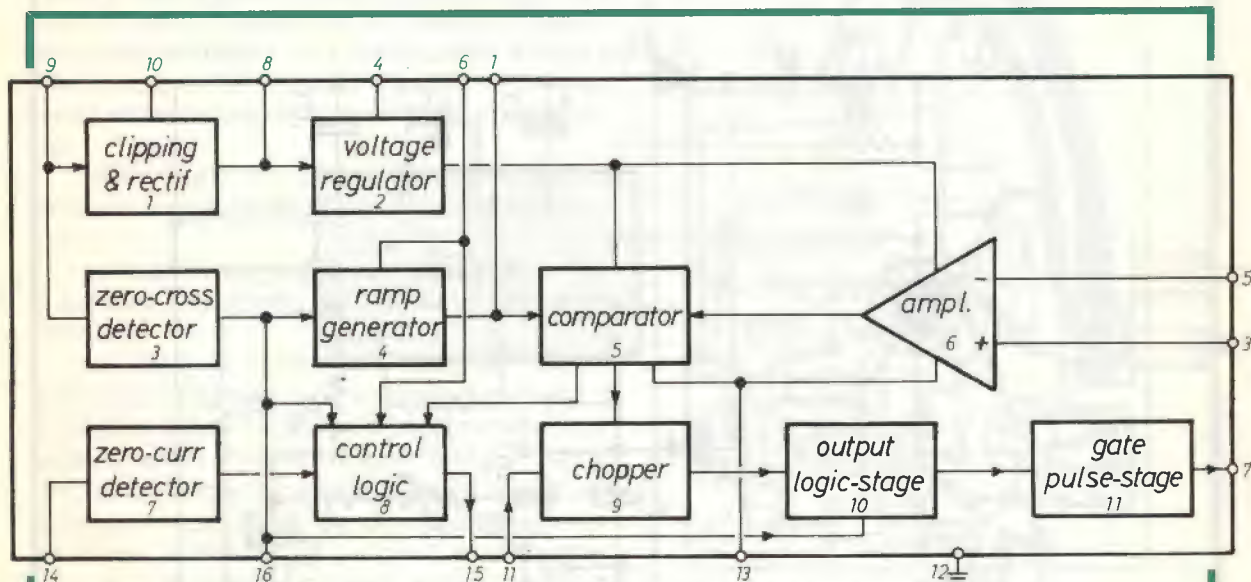 9 10 8 4 6 1
clipping
& rectif
1
voltage
regulator
2
zero-cross
detector
3
ramp
generator
4
comparator
5
ampl.
6
-
+
5
3
zero-curr
detector
7
control
logic
8
chopper
9
output
logic-stage
10
gate
pulse-stage
11
7
14 16 15 11 13 12